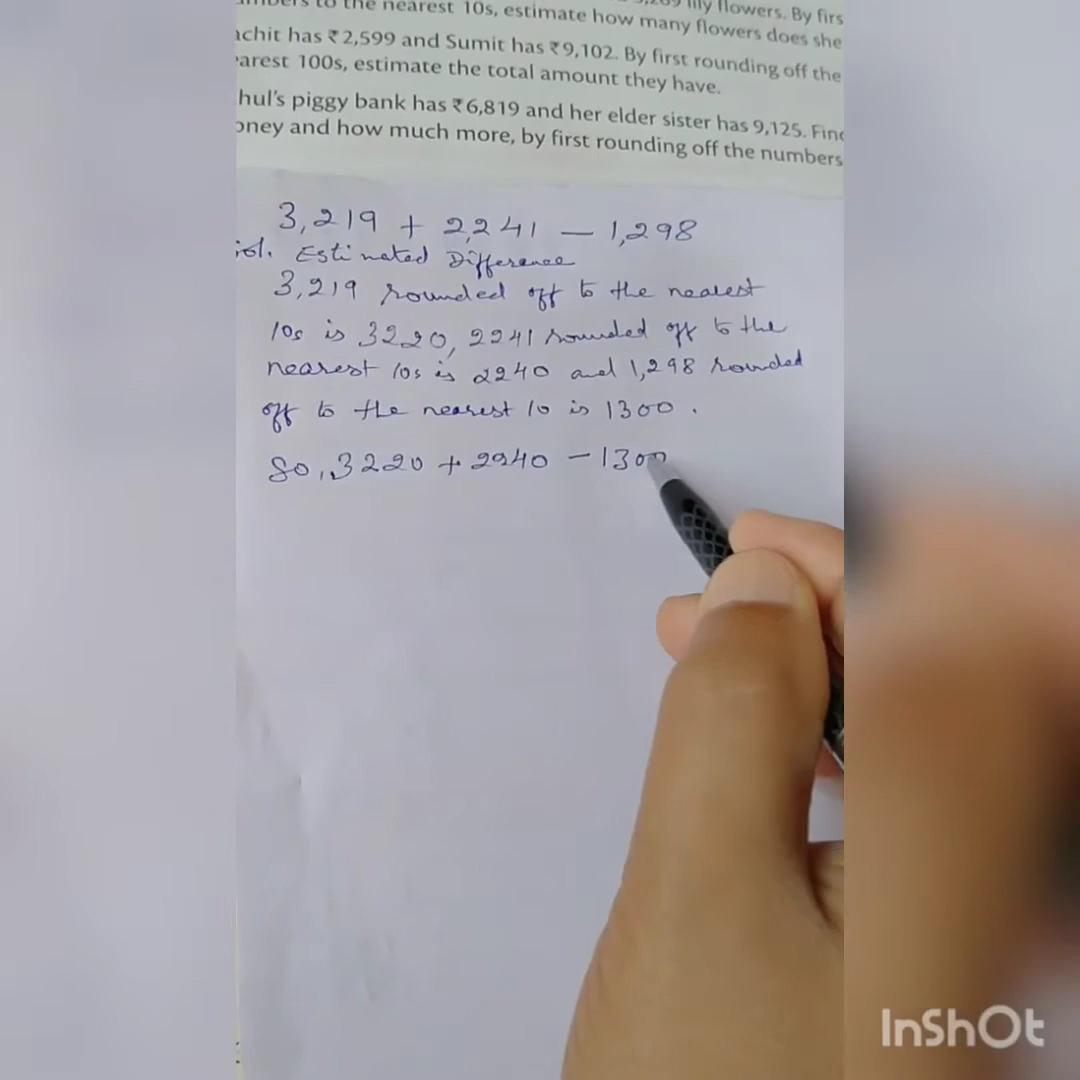 to the nearest 10s, estimate how many flowers does she
lily flowers. By firs
chit has ₹2,599 and Sumit has ₹9,102. By first rounding off the
arest 100s, estimate the total amount they have.
hul's piggy bank has ₹6,819 and her elder sister has 9,125. Find
oney and how much more, by first rounding off the numbers
3,219 + 2,241 — 1,298
sol. Estimated Difference
3,219 rounded off to the nearest
10s is 3220, 2241 rounded off to the
nearest 10s is 2240 and 1,298 rounded
off to the nearest 10 is 1300.
So, 3220 + 2240 - 1300
InShOt